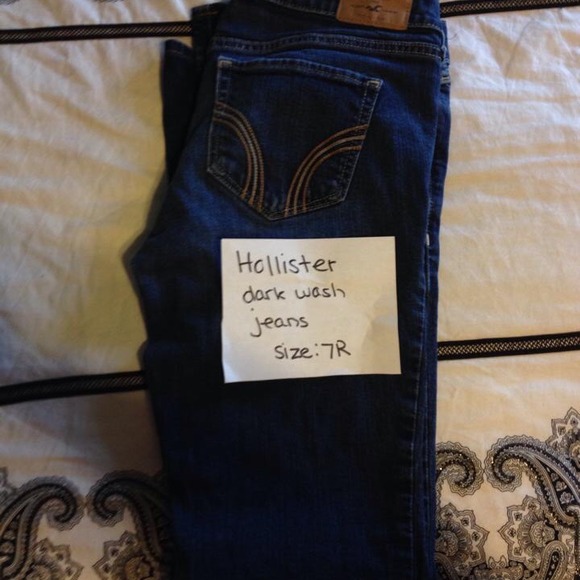 Hollister
dark wash
jeans
size: 7R